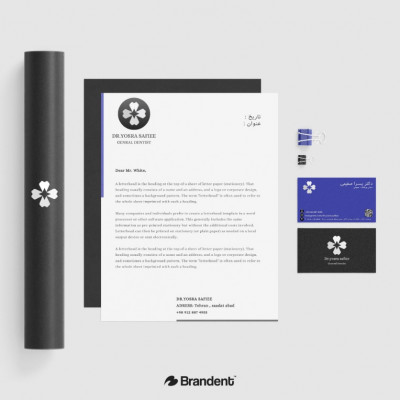 تاریخ :
عنوان :
DR YOSRA SAFIEE
GENRAL DENTIST
Dear Mr. White,
A letterhead is the heading at the top of a sheet of letter paper (stationery). That
heading usually consists of a name and an address, and a logo or corporate design,
and sometimes a background pattern. The term "letterhead" is often used to refer to
the whole sheet imprinted with such a heading.
Many companies and individuals prefer to create a letterhead template in a word
processor or other software application. This generally includes the same
information as pre-printed stationery but without the additional costs involved.
Letterhead can then be printed on stationery (or plain paper) as needed on a local
output device or sent electronically.
A letterhead is the heading at the top of a sheet of letter paper (stationery). That
heading usually consists of a name and an address, and a logo or corporate design,
and sometimes a background pattern. The term "letterhead" is often used to refer to
the whole sheet imprinted with such a heading.
DR YOSRA SAFIEE
+98 912 887 4903
دکتر یسرا صفیعی
Dr yosra safiee
Brandent